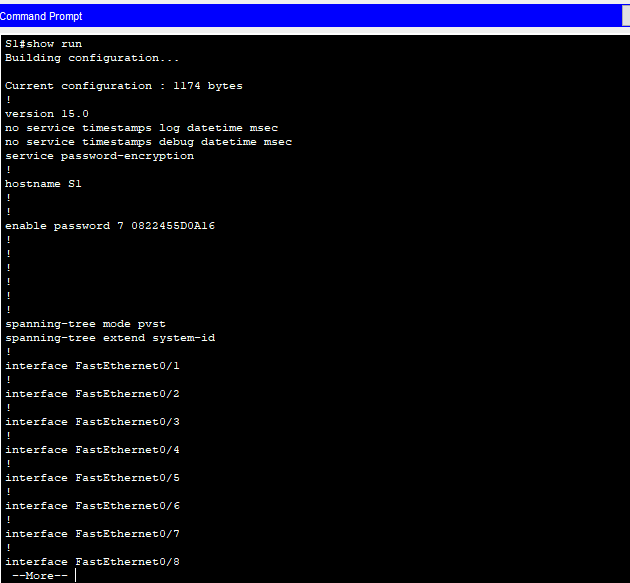 Command Prompt
S1#show run
Building configuration...
Current configuration : 1174 bytes
!
version 15.0
no service timestamps log datetime msec
no service timestamps debug datetime msec
service password-encryption
!
hostname S1
!
!
enable password 7 0822455D0A16
!
!
!
!
!
!
spanning-tree mode pvst
spanning-tree extend system-id
!
interface FastEthernet0/1
!
interface FastEthernet0/2
!
interface FastEthernet0/3
!
interface FastEthernet0/4
!
interface FastEthernet0/5
!
interface FastEthernet0/6
!
interface FastEthernet0/7
!
interface FastEthernet0/8
--More--